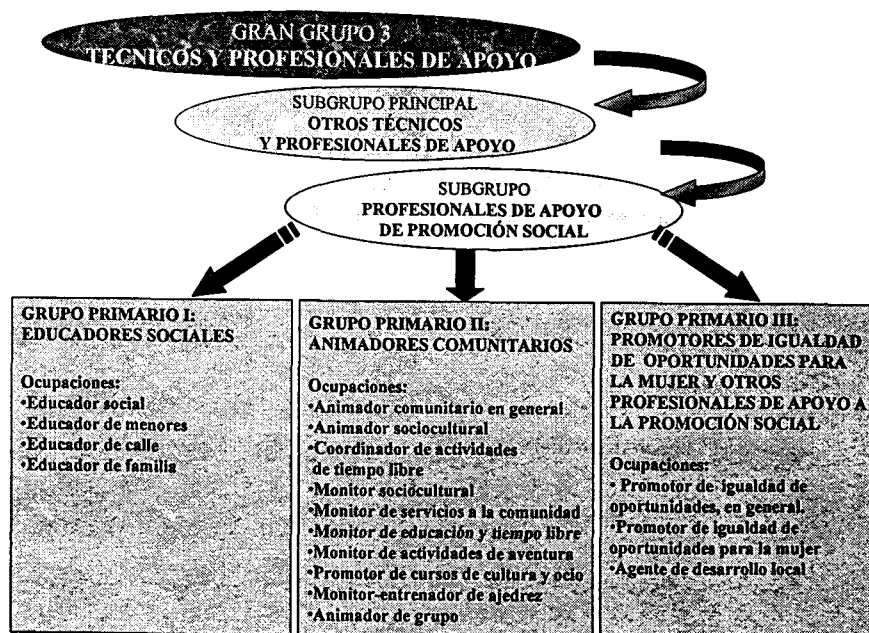 GRAN GRUPO 3
TECNICOS Y PROFESIONALES DE APOYO
SUBGRUPO PRINCIPAL
OTROS TÉCNICOS
Y PROFESIONALES DE APOYO
SUBGRUPO
PROFESIONALES DE APOYO
DE PROMOCIÓN SOCIAL
GRUPO PRIMARIO I:
EDUCADORES SOCIALES
Ocupaciones:
•Educador social
•Educador de menores
•Educador de calle
•Educador de familia
GRUPO PRIMARIO II:
ANIMADORES COMUNITARIOS
Ocupaciones:
•Animador comunitario en general
•Animador sociocultural
•Coordinador de actividades
de tiempo libre
•Monitor sociocultural
•Monitor de servicios a la comunidad
•Monitor de educación y tiempo libre
•Monitor de actividades de aventura
•Promotor de cursos de cultura y ocio
•Monitor-entrenador de ajedrez
•Animador de grupo
GRUPO PRIMARIO III:
PROMOTORES DE IGUALDAD
DE OPORTUNIDADES PARA
LA MUJER Y OTROS
PROFESIONALES DE APOYO A
LA PROMOCIÓN SOCIAL
Ocupaciones:
• Promotor de igualdad de
oportunidades, en general.
•Promotor de igualdad de
oportunidades para la mujer
•Agente de desarrollo local